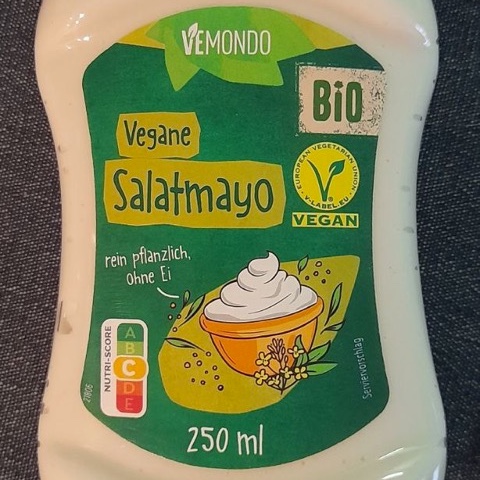 VEMONDO
BiO
Vegane
Salatmayo
EUROPEAN VEGETARIAN UNION
V-LABEL.EU
VEGAN
rein pflanzlich,
ohne Ei
NUTRI-SCORE
A
B
C
D
E
Serviervorschlag
250 ml